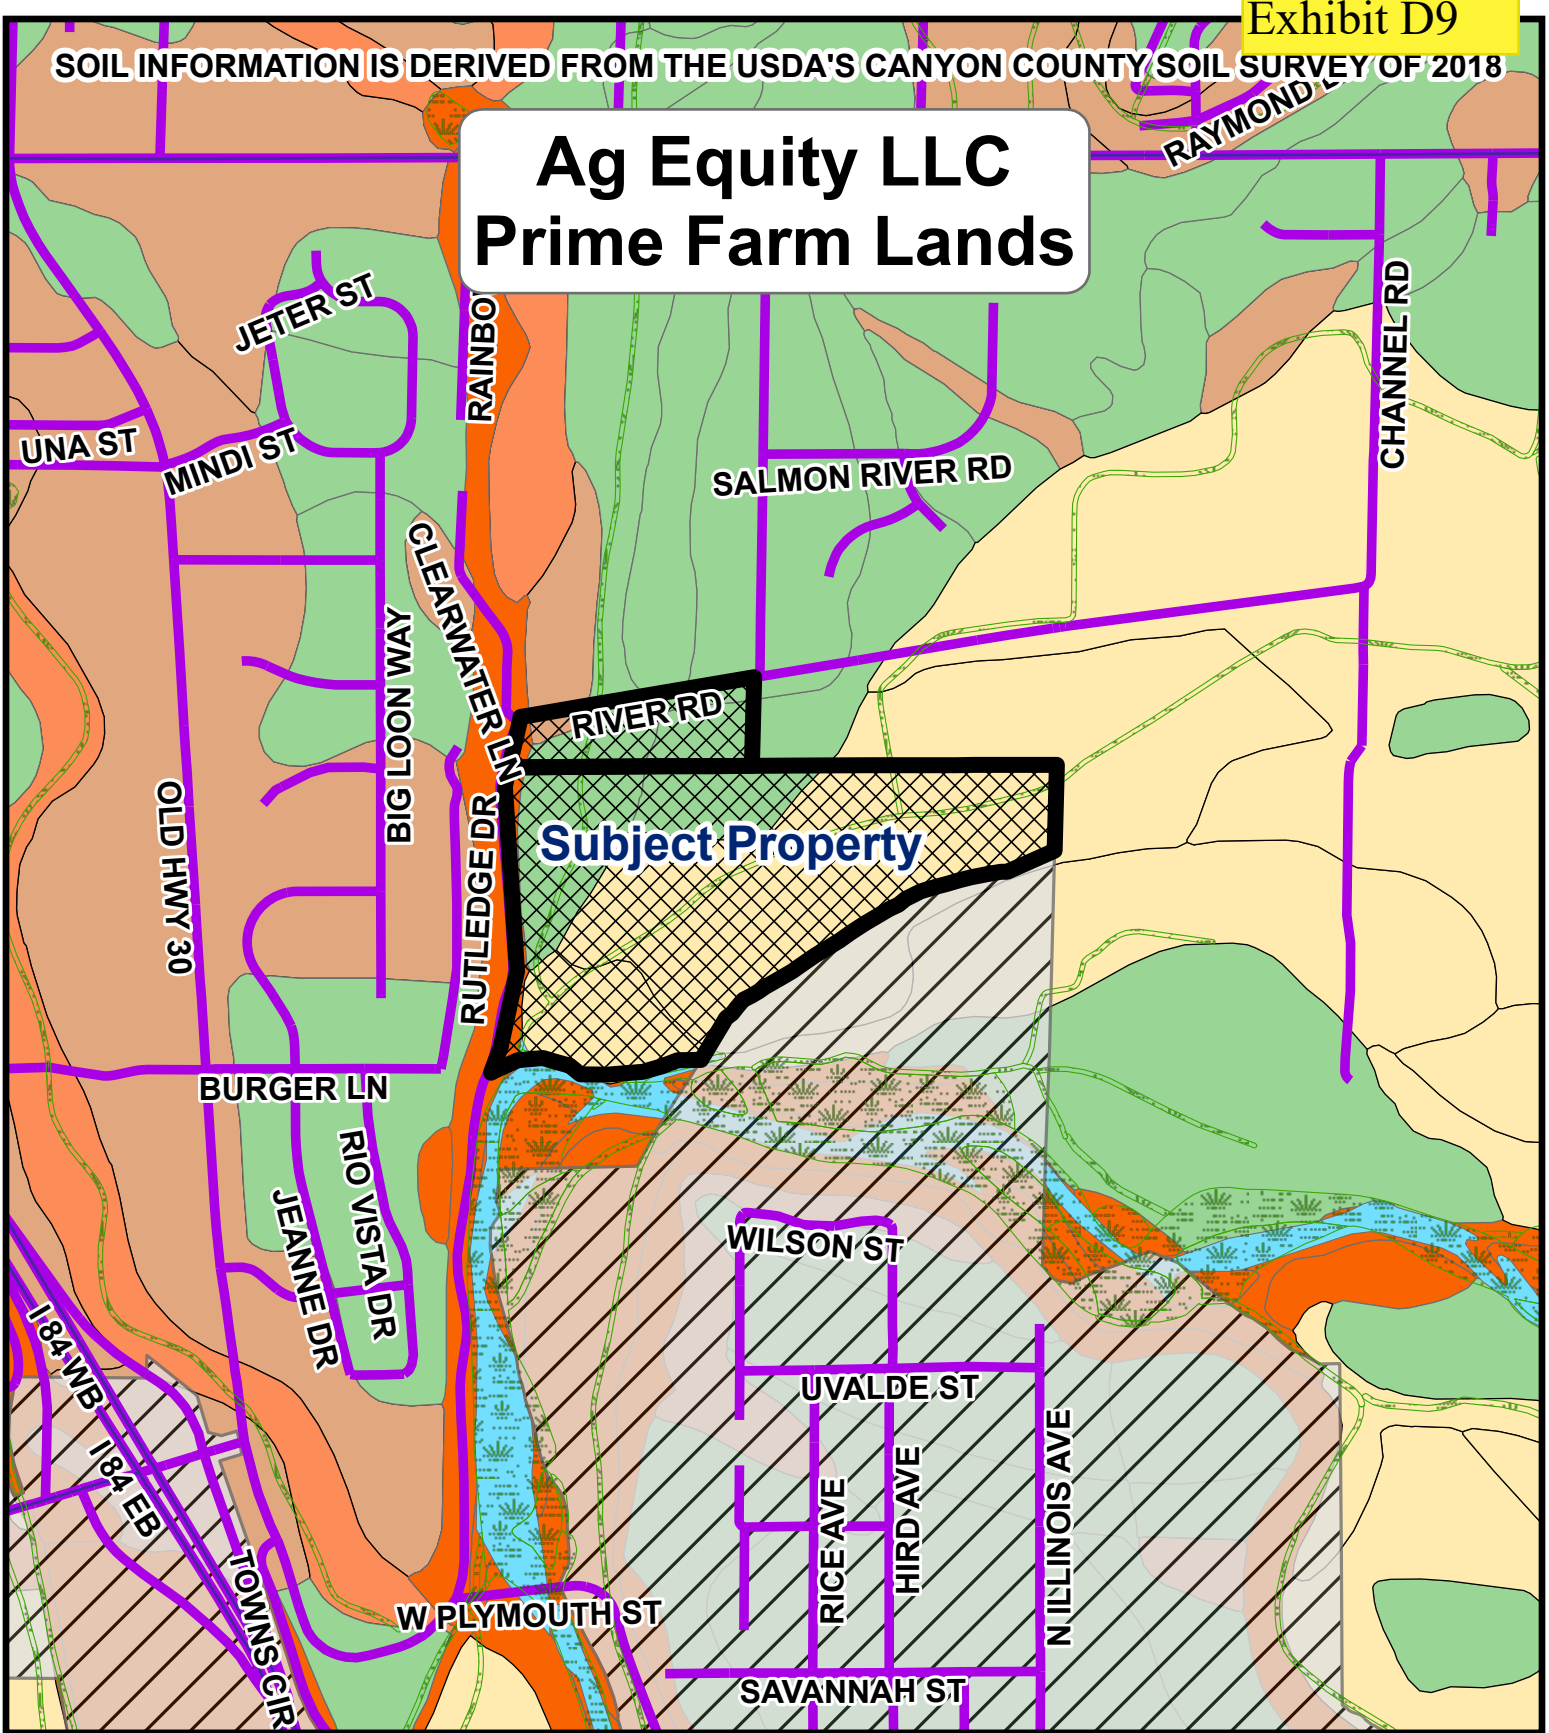 Exhibit D9
SOIL INFORMATION IS DERIVED FROM THE USDA'S CANYON COUNTY SOIL SURVEY OF 2018
RAYMOND
Ag Equity LLC
Prime Farm Lands
JETER ST
RAINBO
CHANNEL RD
UNA ST
MINDI ST
SALMON RIVER RD
CLEARWATER LN
BIG LOON WAY
RIVER RD
OLD HWY 30
RUTLEDGE DR
Subject Property
BURGER LN
RIO VISTA DR
JEANNE DR
WILSON ST
I 84 WB
UVALDE ST
I 84 EB
RICE AVE
HIRD AVE
N ILLINOIS AVE
TOWNS CIR
W PLYMOUTH ST
SAVANNAH ST